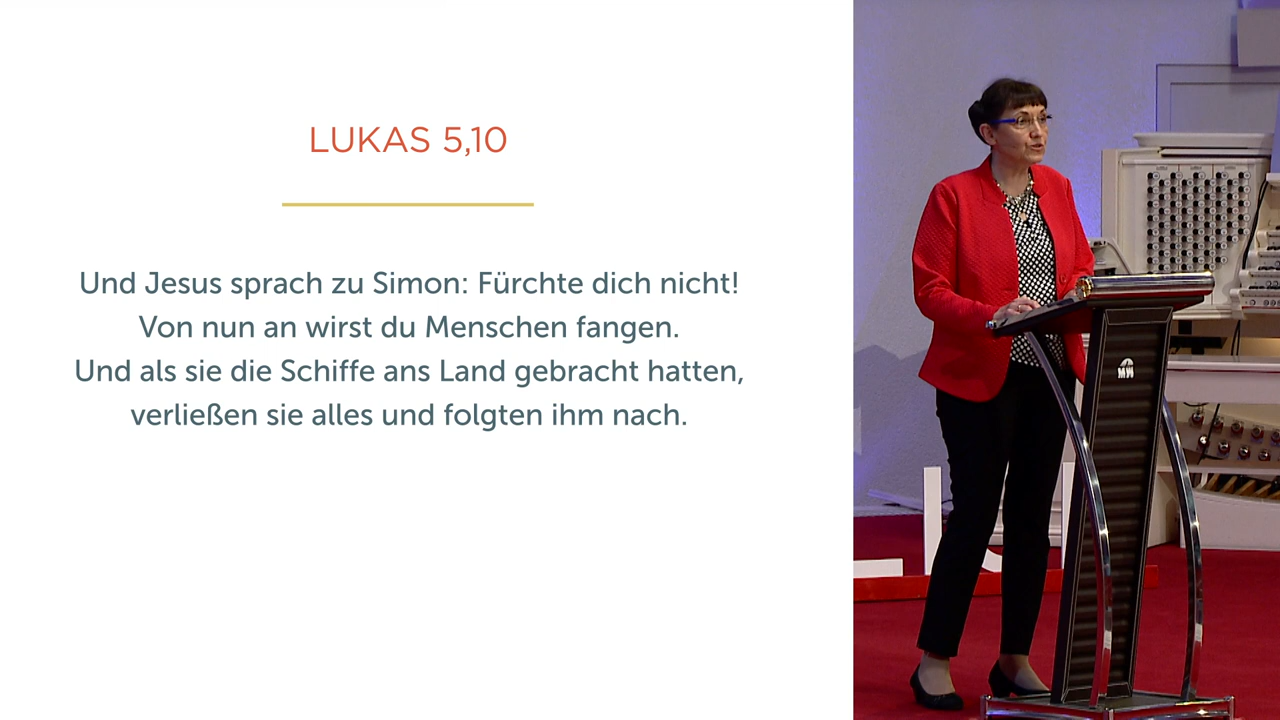 LUKAS 5,10
Und Jesus sprach zu Simon: Fürchte dich nicht!
Von nun an wirst du Menschen fangen.
Und als sie die Schiffe ans Land gebracht hatten,
verließen sie alles und folgten ihm nach.
MW